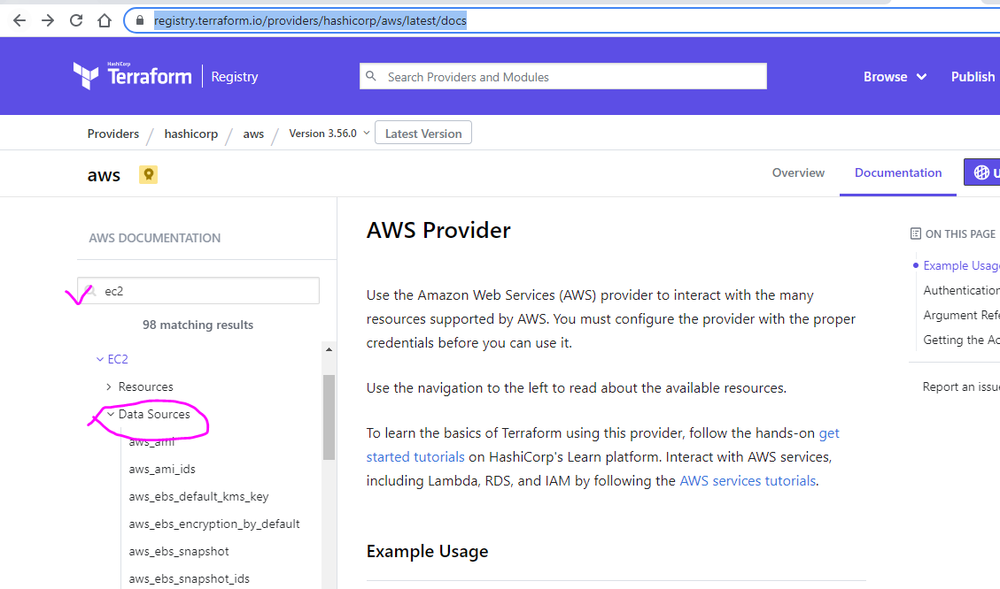 registry.terraform.io/providers/hashicorp/aws/latest/docs
HashiCorp
Terraform
Registry
Search Providers and Modules
Browse
Publish
Providers / hashicorp / aws / Version 3.56.0
Latest Version
aws
Overview
Documentation
U
AWS DOCUMENTATION
ec2
98 matching results
EC2
Resources
Data Sources
aws_ami
aws_ami_ids
aws_ebs_default_kms_key
aws_ebs_encryption_by_default
aws_ebs_snapshot
aws_ebs_snapshot_ids
AWS Provider
Use the Amazon Web Services (AWS) provider to interact with the many
resources supported by AWS. You must configure the provider with the proper
credentials before you can use it.
Use the navigation to the left to read about the available resources.
To learn the basics of Terraform using this provider, follow the hands-on get
started tutorials on HashiCorp's Learn platform. Interact with AWS services,
including Lambda, RDS, and IAM by following the AWS services tutorials.
Example Usage
ON THIS PAGE
Example Usag
Authentication
Argument Refe
Getting the Ac
Report an issue